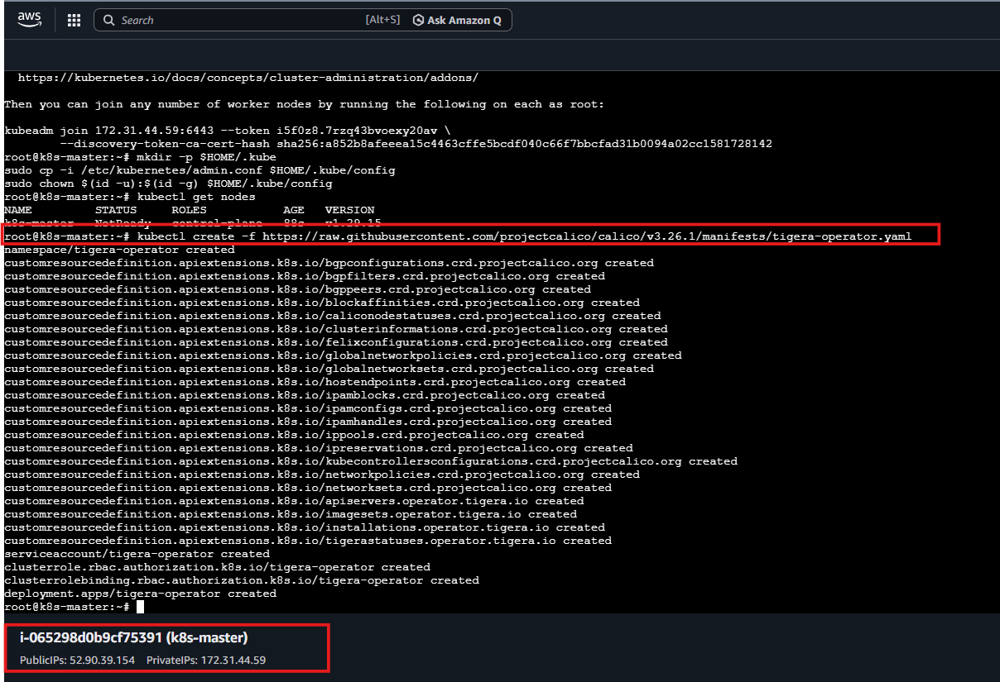 aws
Search [Alt+S] Ask Amazon Q
https://kubernetes.io/docs/concepts/cluster-administration/addons/
Then you can join any number of worker nodes by running the following on each as root:
kubeadm join 172.31.44.59:6443 --token i5f0z8.7rzq43bvoexy20av \
--discovery-token-ca-cert-hash sha256:a852b8afeeea15c4463cffe5bcdf040c66f7bbcfad31b0094a02cc1581728142
root@k8s-master:~# mkdir -p $HOME/.kube
sudo cp -i /etc/kubernetes/admin.conf $HOME/.kube/config
sudo chown $(id -u):$(id -g) $HOME/.kube/config
root@k8s-master:~# kubectl get nodes
NAME STATUS ROLES AGE VERSION
k8s-master NotReady control-plane 88s v1.29.15
root@k8s-master:~# kubectl create -f https://raw.githubusercontent.com/projectcalico/calico/v3.26.1/manifests/tigera-operator.yaml
namespace/tigera-operator created
customresourcedefinition.apiextensions.k8s.io/bgpconfigurations.crd.projectcalico.org created
customresourcedefinition.apiextensions.k8s.io/bgpfilters.crd.projectcalico.org created
customresourcedefinition.apiextensions.k8s.io/bgppeers.crd.projectcalico.org created
customresourcedefinition.apiextensions.k8s.io/blockaffinities.crd.projectcalico.org created
customresourcedefinition.apiextensions.k8s.io/caliconodestatuses.crd.projectcalico.org created
customresourcedefinition.apiextensions.k8s.io/clusterinformations.crd.projectcalico.org created
customresourcedefinition.apiextensions.k8s.io/felixconfigurations.crd.projectcalico.org created
customresourcedefinition.apiextensions.k8s.io/globalnetworkpolicies.crd.projectcalico.org created
customresourcedefinition.apiextensions.k8s.io/globalnetworksets.crd.projectcalico.org created
customresourcedefinition.apiextensions.k8s.io/hostendpoints.crd.projectcalico.org created
customresourcedefinition.apiextensions.k8s.io/ipamblocks.crd.projectcalico.org created
customresourcedefinition.apiextensions.k8s.io/ipamconfigs.crd.projectcalico.org created
customresourcedefinition.apiextensions.k8s.io/ipamhandles.crd.projectcalico.org created
customresourcedefinition.apiextensions.k8s.io/ippools.crd.projectcalico.org created
customresourcedefinition.apiextensions.k8s.io/ipreservations.crd.projectcalico.org created
customresourcedefinition.apiextensions.k8s.io/kubecontrollersconfigurations.crd.projectcalico.org created
customresourcedefinition.apiextensions.k8s.io/networkpolicies.crd.projectcalico.org created
customresourcedefinition.apiextensions.k8s.io/networksets.crd.projectcalico.org created
customresourcedefinition.apiextensions.k8s.io/apiservers.operator.tigera.io created
customresourcedefinition.apiextensions.k8s.io/imagesets.operator.tigera.io created
customresourcedefinition.apiextensions.k8s.io/installations.operator.tigera.io created
customresourcedefinition.apiextensions.k8s.io/tigerastatuses.operator.tigera.io created
serviceaccount/tigera-operator created
clusterrole.rbac.authorization.k8s.io/tigera-operator created
clusterrolebinding.rbac.authorization.k8s.io/tigera-operator created
deployment.apps/tigera-operator created
root@k8s-master:~#
i-065298d0b9cf75391 (k8s-master)
PublicIPs: 52.90.39.154 PrivateIPs: 172.31.44.59